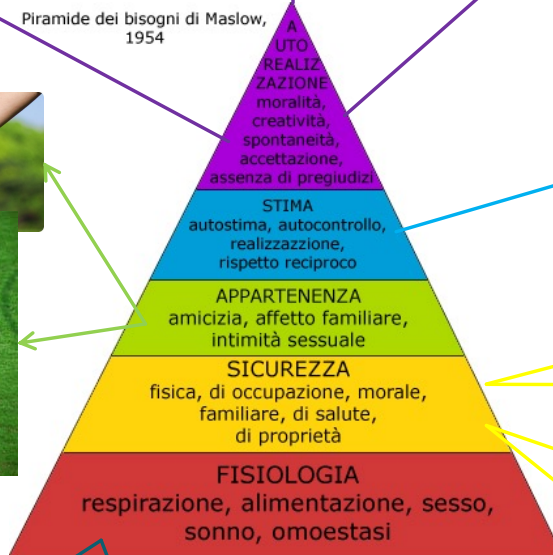 Piramide dei bisogni di Maslow,
1954
A
UTO
REALIZ
ZAZIONE
moralità,
creatività,
spontaneità,
accettazione,
assenza di pregiudizi
STIMA
autostima, autocontrollo,
realizzazzione,
rispetto reciproco
APPARTENENZA
amicizia, affetto familiare,
intimità sessuale
SICUREZZA
fisica, di occupazione, morale,
familiare, di salute,
di proprietà
FISIOLOGIA
respirazione, alimentazione, sesso,
sonno, omoestasi